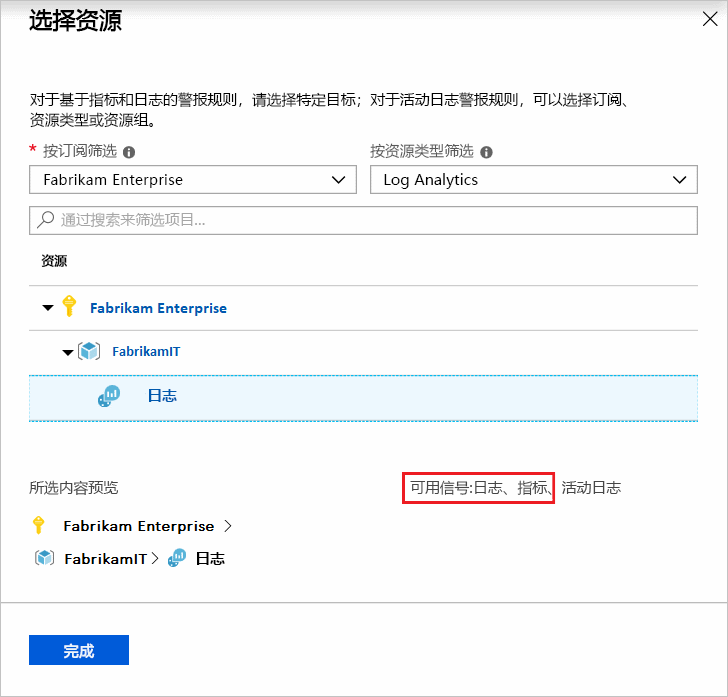 选择资源
对于基于指标和日志的警报规则，请选择特定目标；对于活动日志警报规则，可以选择订阅、
资源类型或资源组。
* 按订阅筛选
按资源类型筛选
Fabrikam Enterprise
Log Analytics
通过搜索来筛选项目...
资源
Fabrikam Enterprise
FabrikamIT
日志
所选内容预览
可用信号:日志、指标、活动日志
Fabrikam Enterprise >
FabrikamIT > 日志
完成